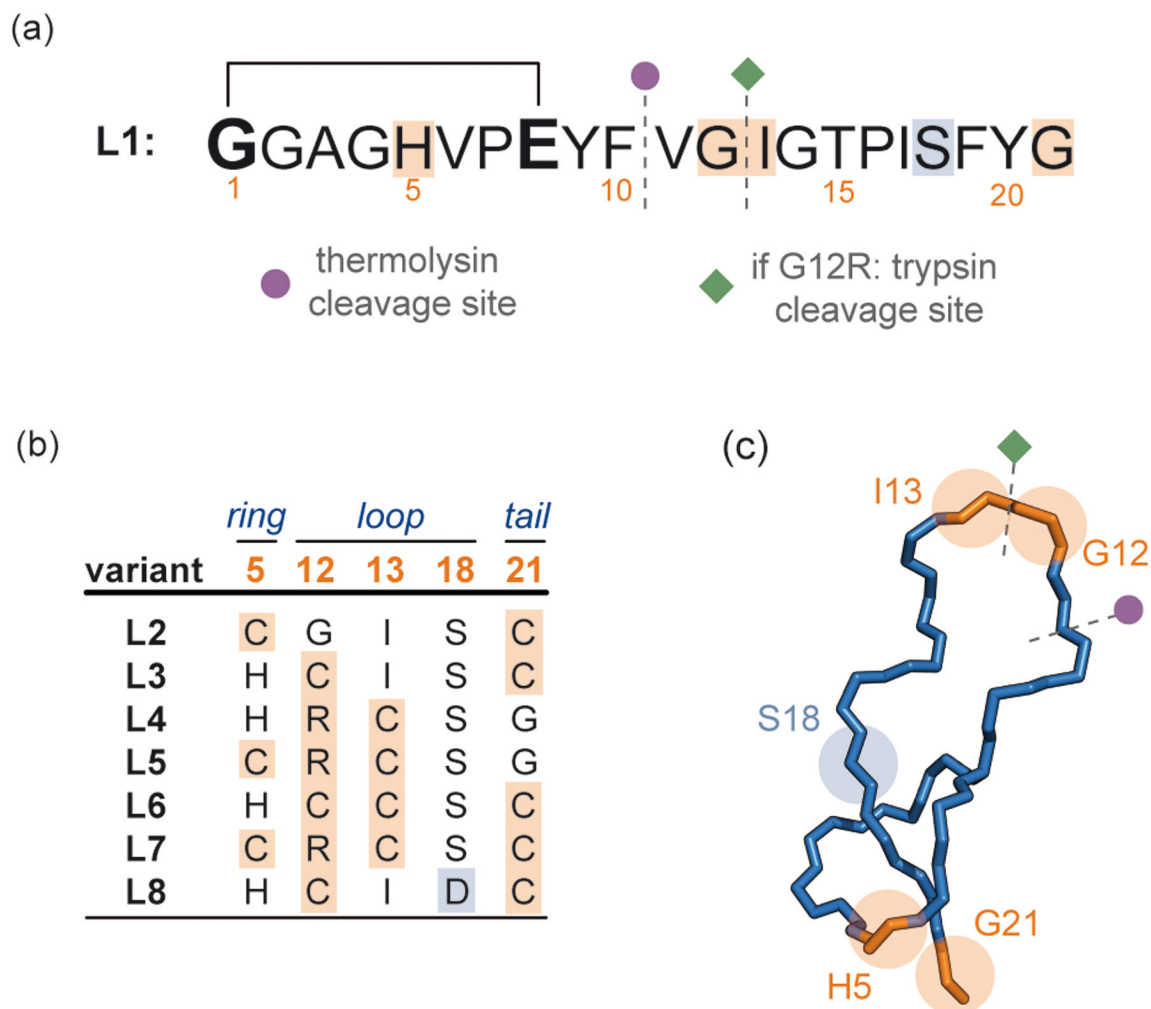 (a)
L1: GGAGHVPEYFVGIGTPISFYG
1 5 10 15 20
thermolysin
cleavage site
if G12R: trypsin
cleavage site
(b)
ring loop tail
variant 5 12 13 18 21
L2 C G I S C
L3 H C I S C
L4 H R C S G
L5 C R C S G
L6 H C C S C
L7 C R C S C
L8 H C I D C
(c)
I13
G12
S18
G21
H5